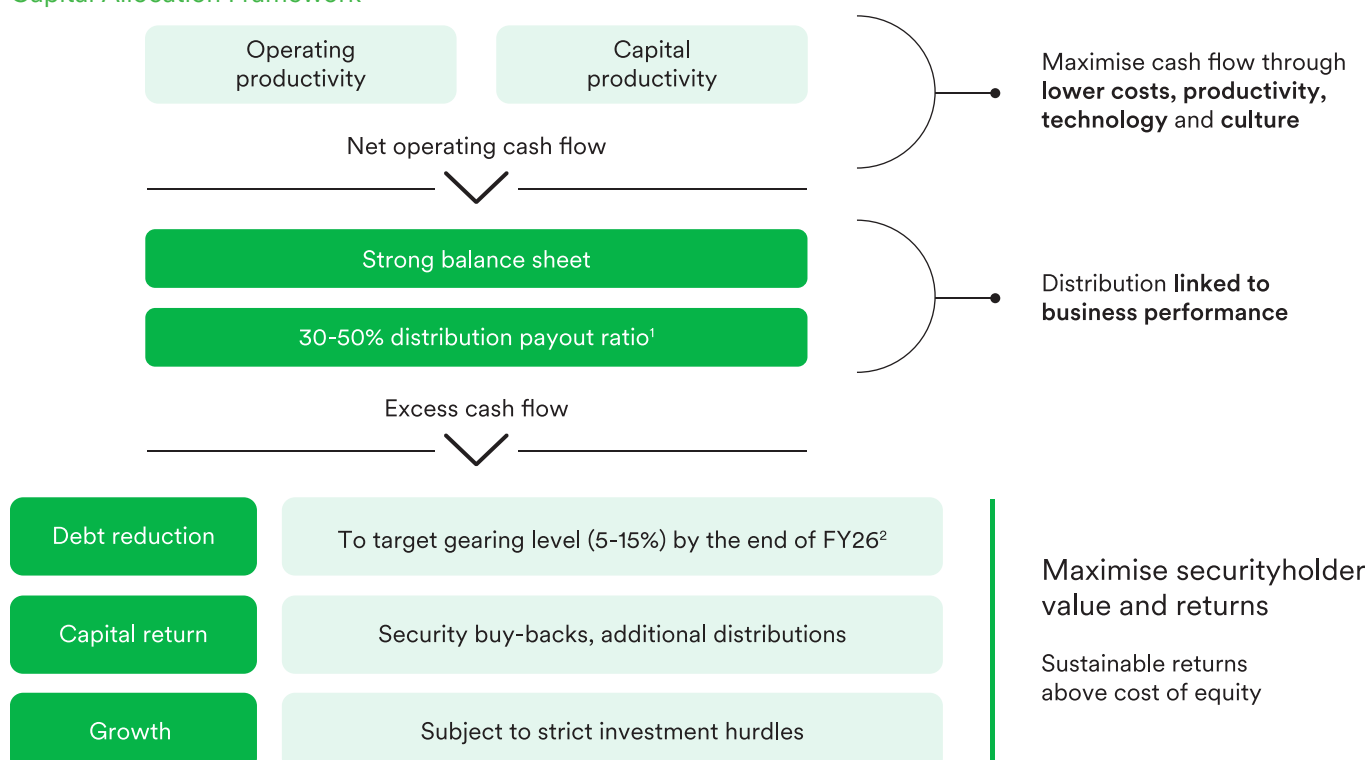 Capital Allocation Framework
Operating
productivity
Capital
productivity
Maximise cash flow through
lower costs, productivity,
technology and culture
Net operating cash flow
Strong balance sheet
30-50% distribution payout ratio¹
Distribution linked to
business performance
Excess cash flow
Debt reduction
To target gearing level (5-15%) by the end of FY26²
Capital return
Security buy-backs, additional distributions
Growth
Subject to strict investment hurdles
Maximise securityholder
value and returns
Sustainable returns
above cost of equity